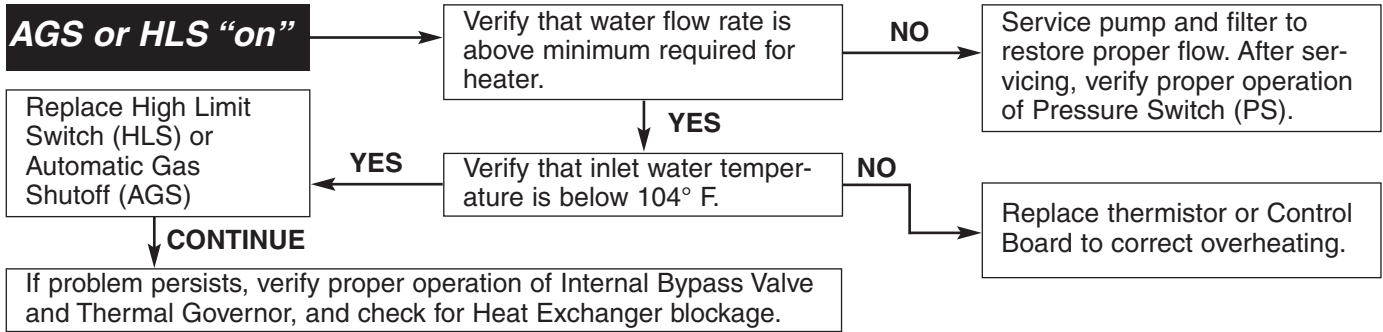 AGS or HLS “on”
Verify that water flow rate is
above minimum required for
heater.
NO
Service pump and filter to
restore proper flow. After ser-
vicing, verify proper operation
of Pressure Switch (PS).
YES
Verify that inlet water temper-
ature is below 104° F.
NO
Replace thermistor or Control
Board to correct overheating.
YES
Replace High Limit
Switch (HLS) or
Automatic Gas
Shutoff (AGS)
CONTINUE
If problem persists, verify proper operation of Internal Bypass Valve
and Thermal Governor, and check for Heat Exchanger blockage.